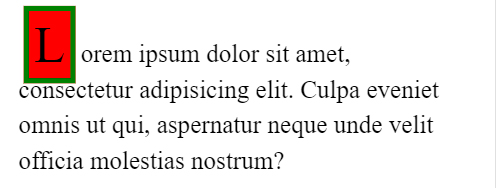 Lorem ipsum dolor sit amet,
consectetur adipisicing elit. Culpa eveniet
omnis ut qui, aspernatur neque unde velit
officia molestias nostrum?